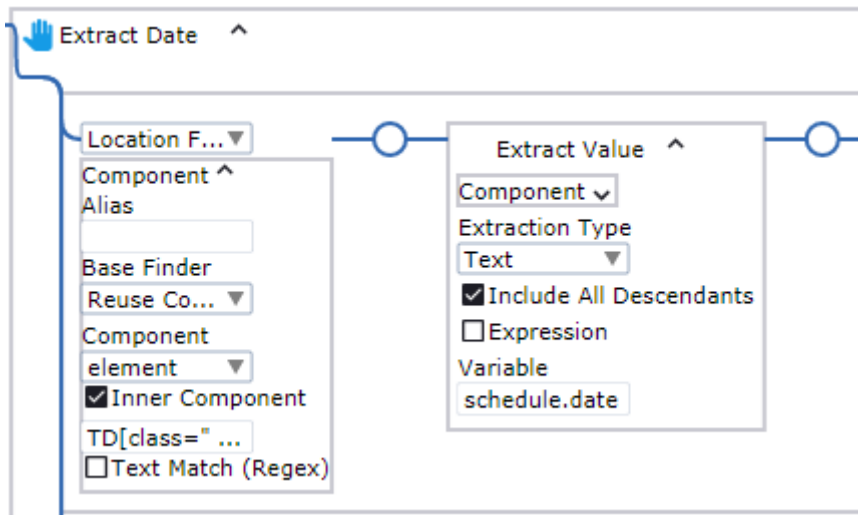 Extract Date
Location F...
Component
Alias
Base Finder
Reuse Co...
Component
element
Inner Component
TD[class=" ...
Text Match (Regex)
Extract Value
Component
Extraction Type
Text
Include All Descendants
Expression
Variable
schedule.date